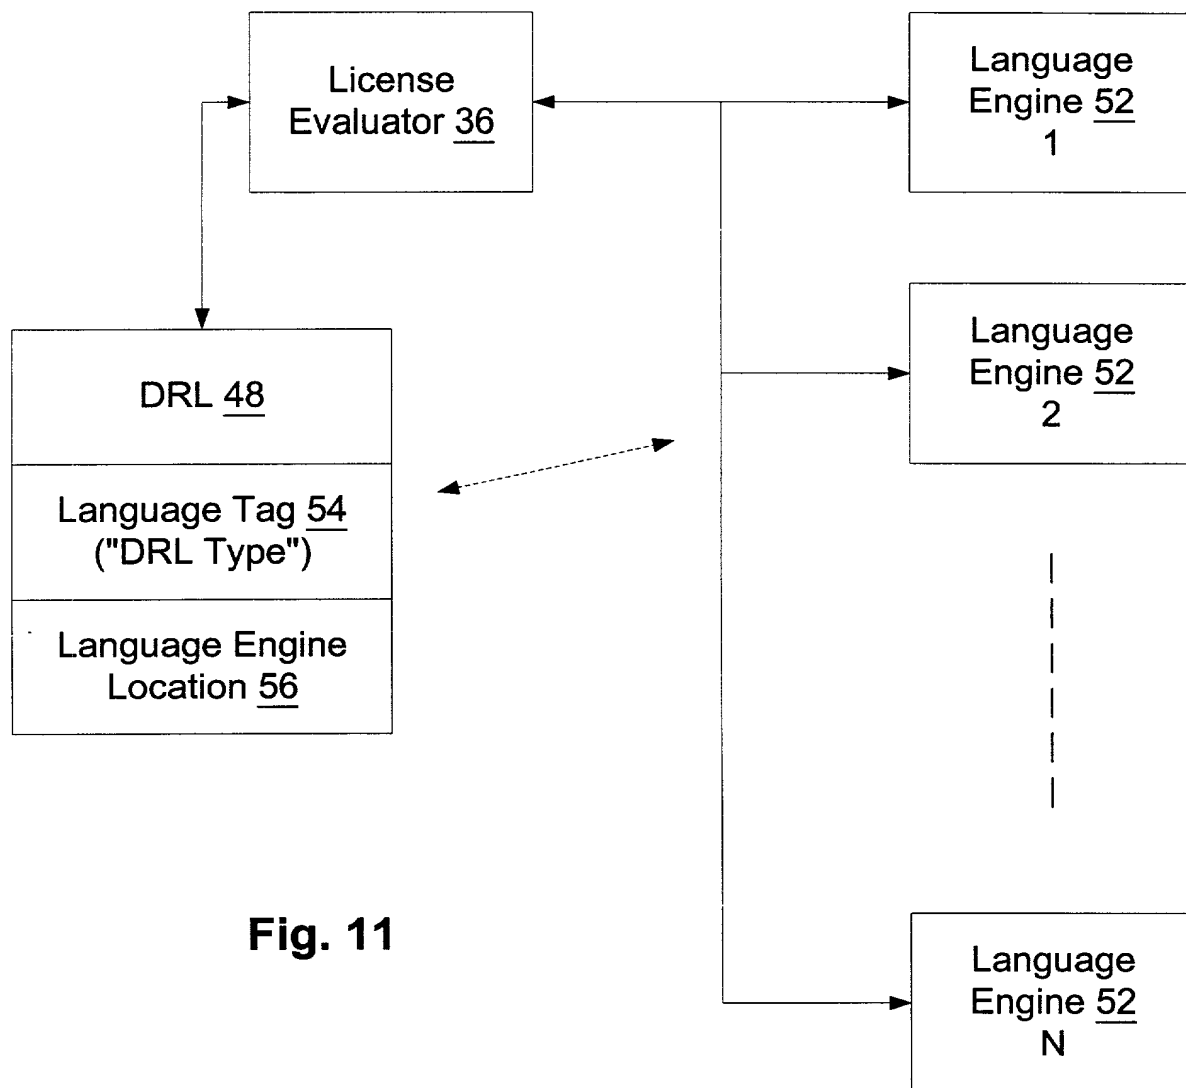 License
Evaluator 36
Language
Engine 52
1
Language
Engine 52
2
DRL 48
Language Tag 54
("DRL Type")
Language Engine
Location 56
Fig. 11
Language
Engine 52
N